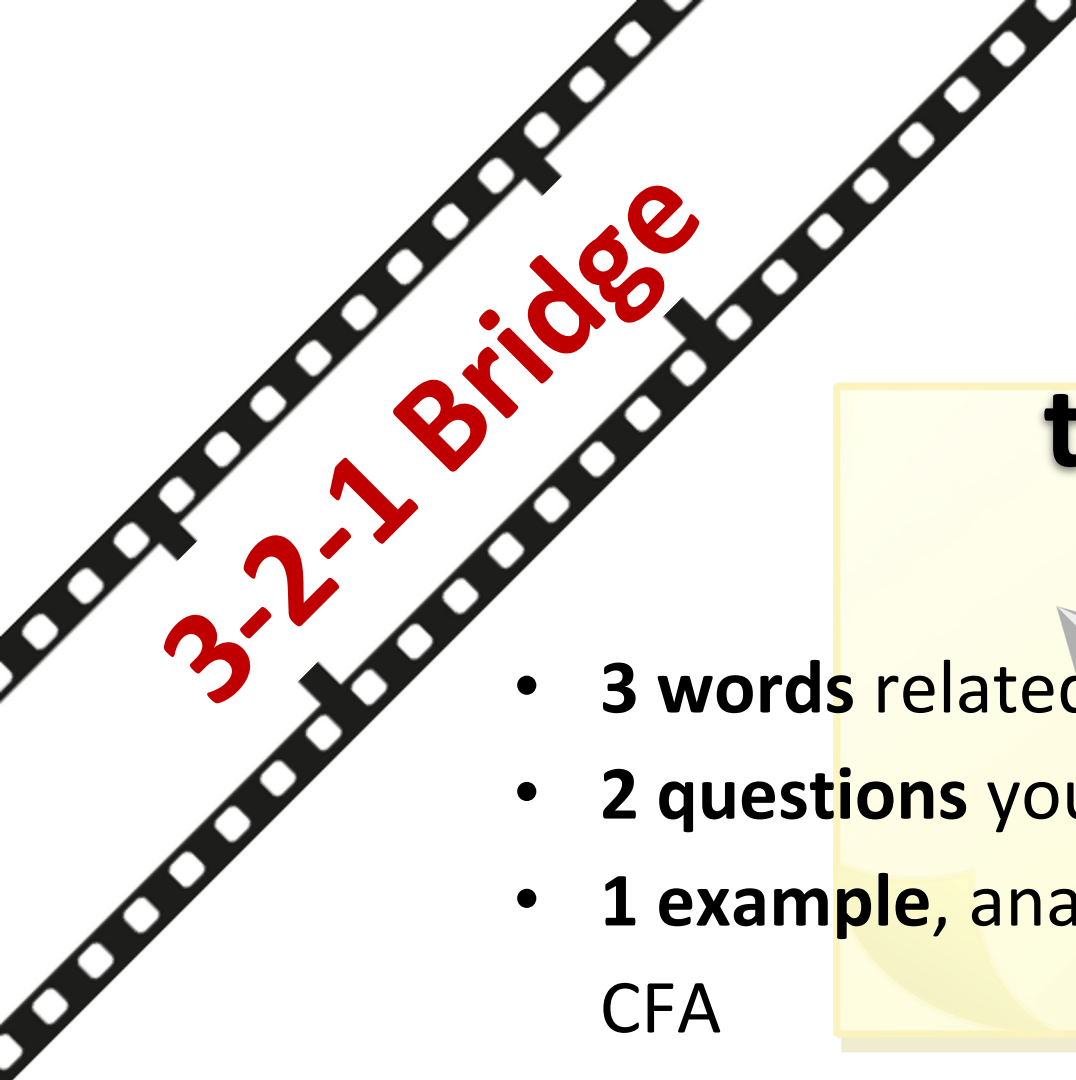 3-2-1 Bridge
t
• 3 words related
• 2 questions you
• 1 example, ana
CFA